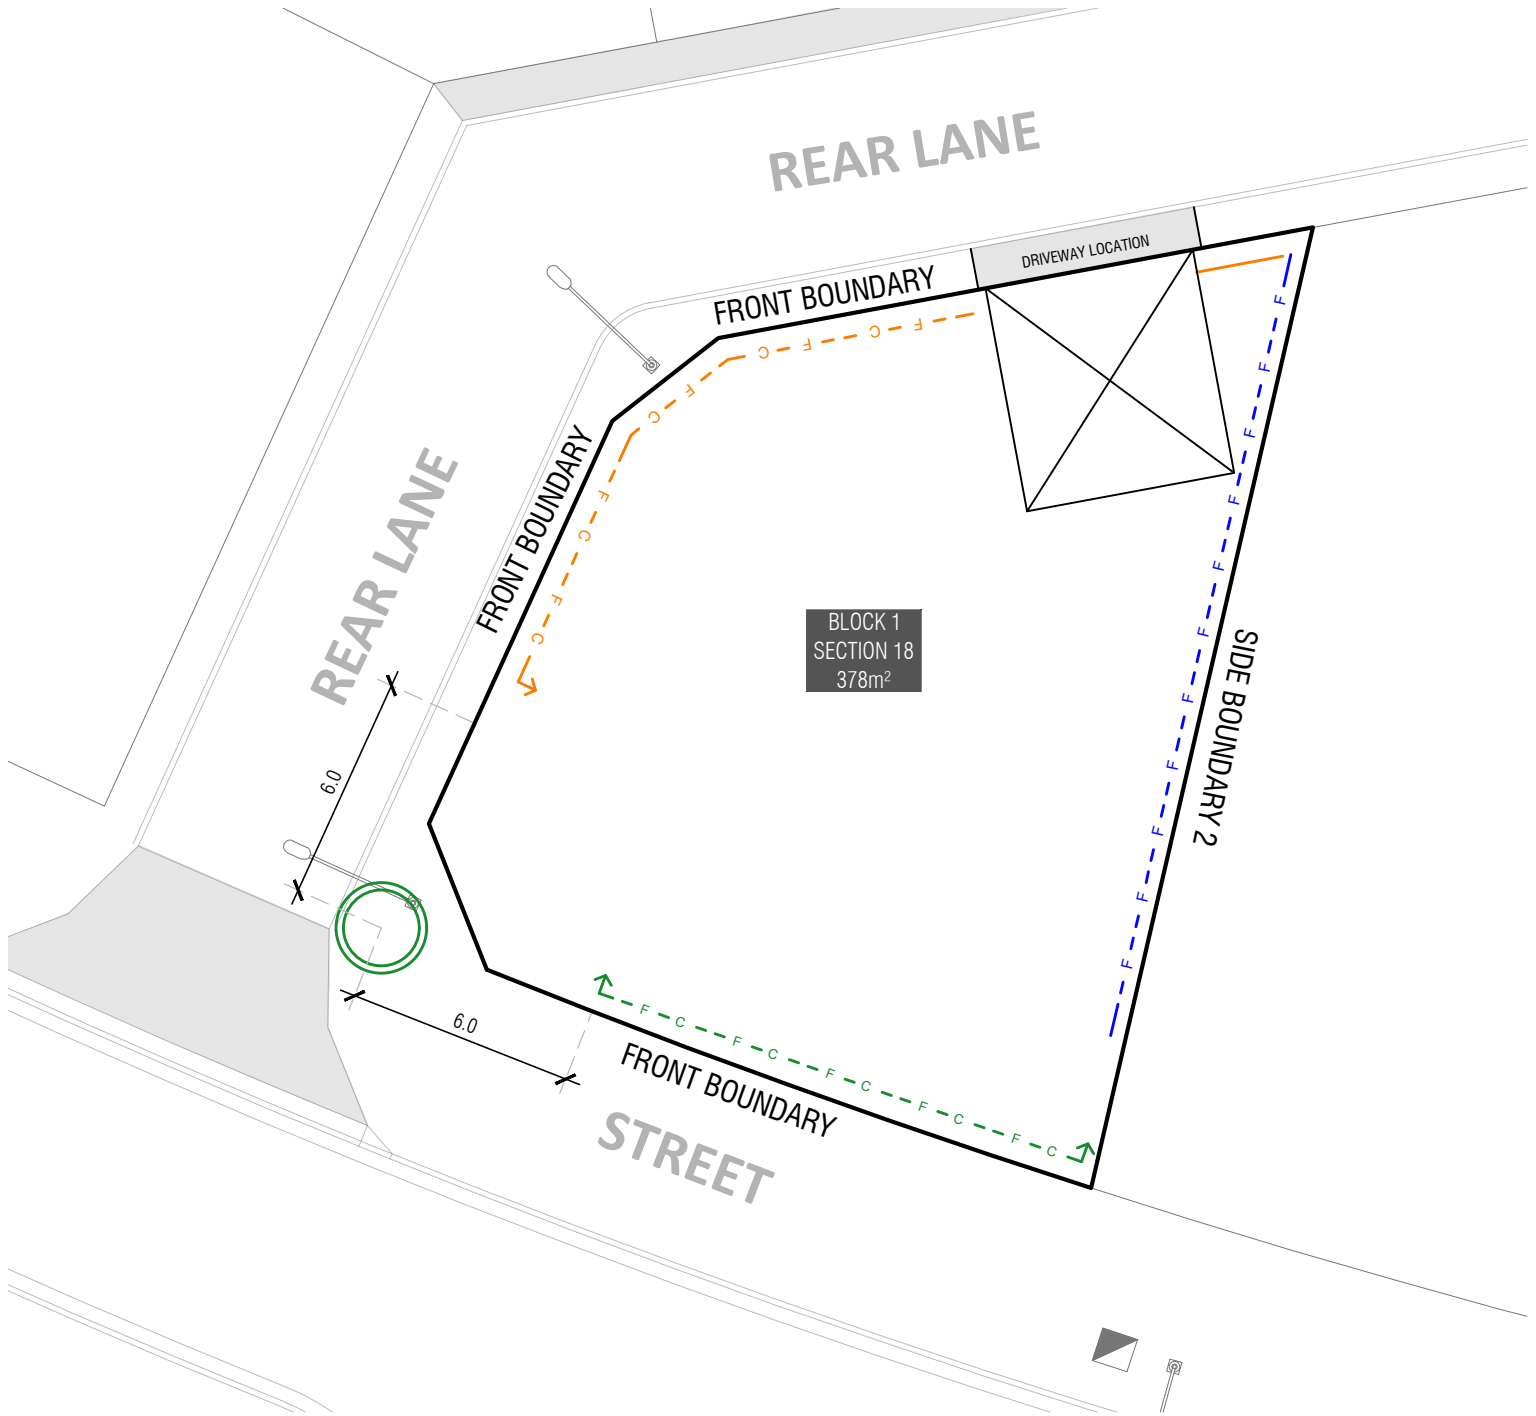 REAR LANE
DRIVEWAY LOCATION
FRONT BOUNDARY
F C F C F C F C F C
F F F F F F F F F F F
FRONT BOUNDARY
REAR LANE
BLOCK 1
SECTION 18
378m²
SIDE BOUNDARY 2
6.0
6.0
F C F C F C F C F C
FRONT BOUNDARY
STREET